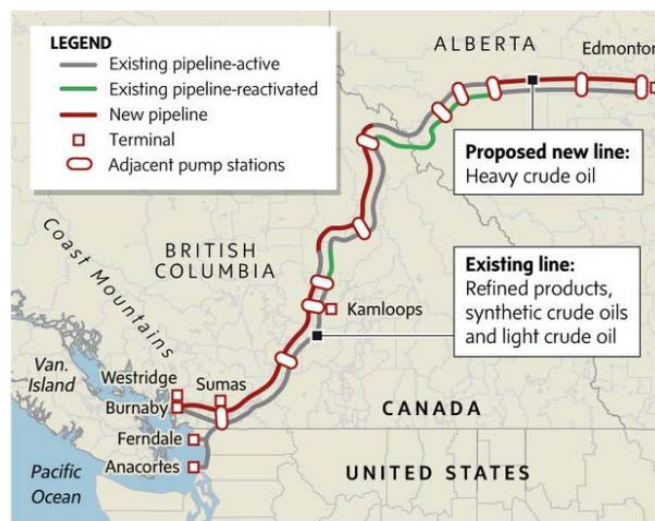 LEGEND
Existing pipeline-active
Existing pipeline-reactivated
New pipeline
Terminal
Adjacent pump stations
ALBERTA
Edmonton
Proposed new line:
Heavy crude oil
Coast Mountains
BRITISH
COLUMBIA
Existing line:
Refined products,
synthetic crude oils
and light crude oil
Kamloops
Van.
Island
Westridge
Sumas
Burnaby
CANADA
Ferndale
Anacortes
Pacific
Ocean
UNITED STATES